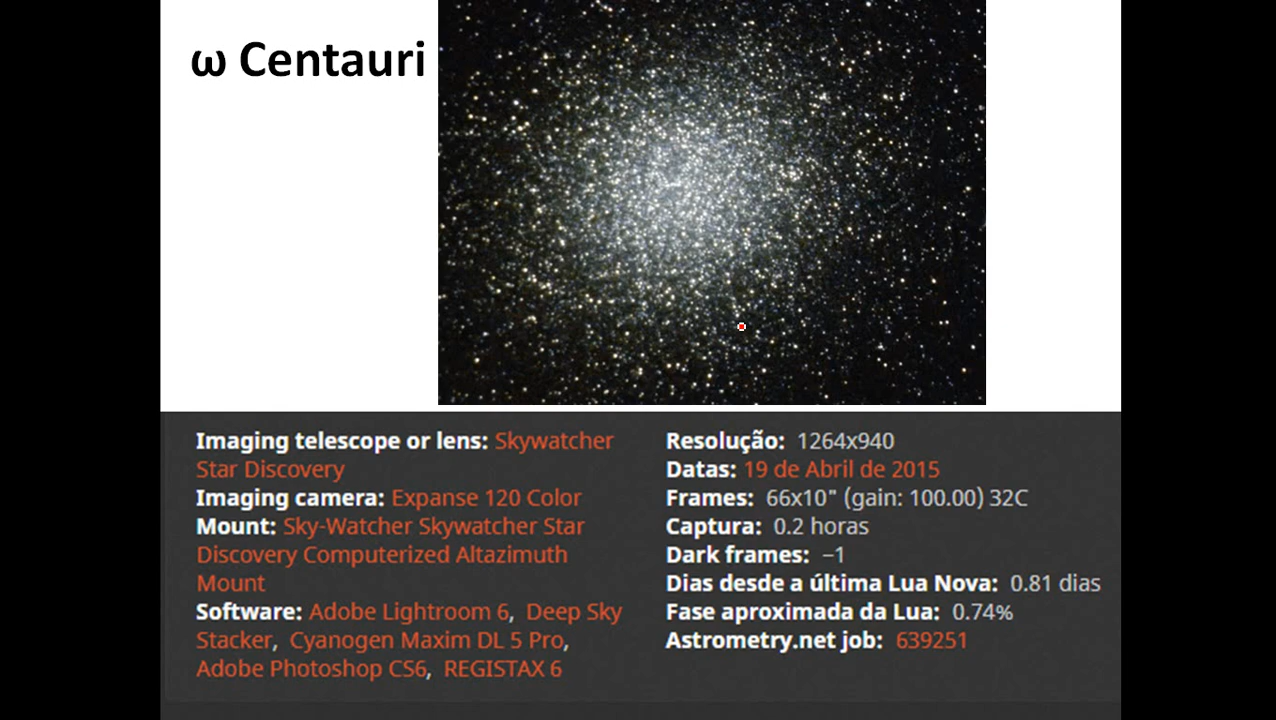 ω Centauri
Imaging telescope or lens: Skywatcher
Star Discovery
Imaging camera: Expanse 120 Color
Mount: Sky-Watcher Skywatcher Star
Discovery Computerized Altazimuth
Mount
Software: Adobe Lightroom 6, Deep Sky
Stacker, Cyanogen Maxim DL 5 Pro,
Adobe Photoshop CS6, REGISTAX 6
Resolução: 1264x940
Datas: 19 de Abril de 2015
Frames: 66x10" (gain: 100.00) 32C
Captura: 0.2 horas
Dark frames: ~1
Dias desde a última Lua Nova: 0.81 dias
Fase aproximada da Lua: 0.74%
Astrometry.net job: 639251